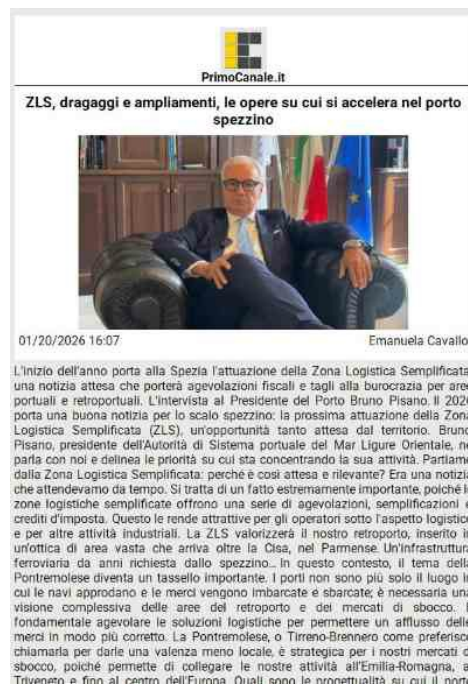 PrimoCanale.it
ZLS, dragaggi e ampliamenti, le opere su cui si accelera nel porto
spezzino
01/20/2026 16:07
Emanuela Cavallo
L'inizio dell'anno porta alla Spezia l'attuazione della Zona Logistica Semplificata
una notizia attesa che porterà agevolazioni fiscali e tagli alla burocrazia per aree
portuali e retroportuali. L'intervista al Presidente del Porto Bruno Pisano. Il 2026
porta una buona notizia per lo scalo spezzino: la prossima attuazione della Zona
Logistica Semplificata (ZLS), un'opportunità tanto attesa dal territorio. Bruno
Pisano, presidente dell'Autorità di Sistema portuale del Mar Ligure Orientale, ne
parla con noi e delinea le priorità su cui sta concentrando la sua attività. Partiamo
dalla Zona Logistica Semplificata: perché è così attesa e rilevante? Era una notizia
che attendevamo da tempo. Si tratta di un fatto estremamente importante, poiché le
zone logistiche semplificate offrono una serie di agevolazioni, semplificazioni e
crediti d'imposta. Questo le rende attrattive per gli operatori sotto l'aspetto logistico
e per altre attività industriali. La ZLS valorizzerà il nostro retroporto, inserito in
un'ottica di area vasta che arriva oltre la Cisa, nel Parmense. Un'infrastruttura
ferroviaria da anni richiesta dallo spezzino... In questo contesto, il tema della
Pontremolese diventa un tassello importante. I porti non sono più solo il luogo in
cui le navi approdano e le merci vengono imbarcate e sbarcate; è necessaria una
visione complessiva delle aree del retroporto e dei mercati di sbocco. È
fondamentale agevolare le soluzioni logistiche per permettere un afflusso delle
merci in modo più corretto. La Pontremolese, o Tirreno-Brennero come preferisco
chiamarla per darle una valenza meno locale, è strategica per i nostri mercati di
sbocco, poiché permette di collegare le nostre attività all'Emilia-Romagna, al
Triveneto e fino al centro dell'Europa. Quali sono le progettualità su cui il porto